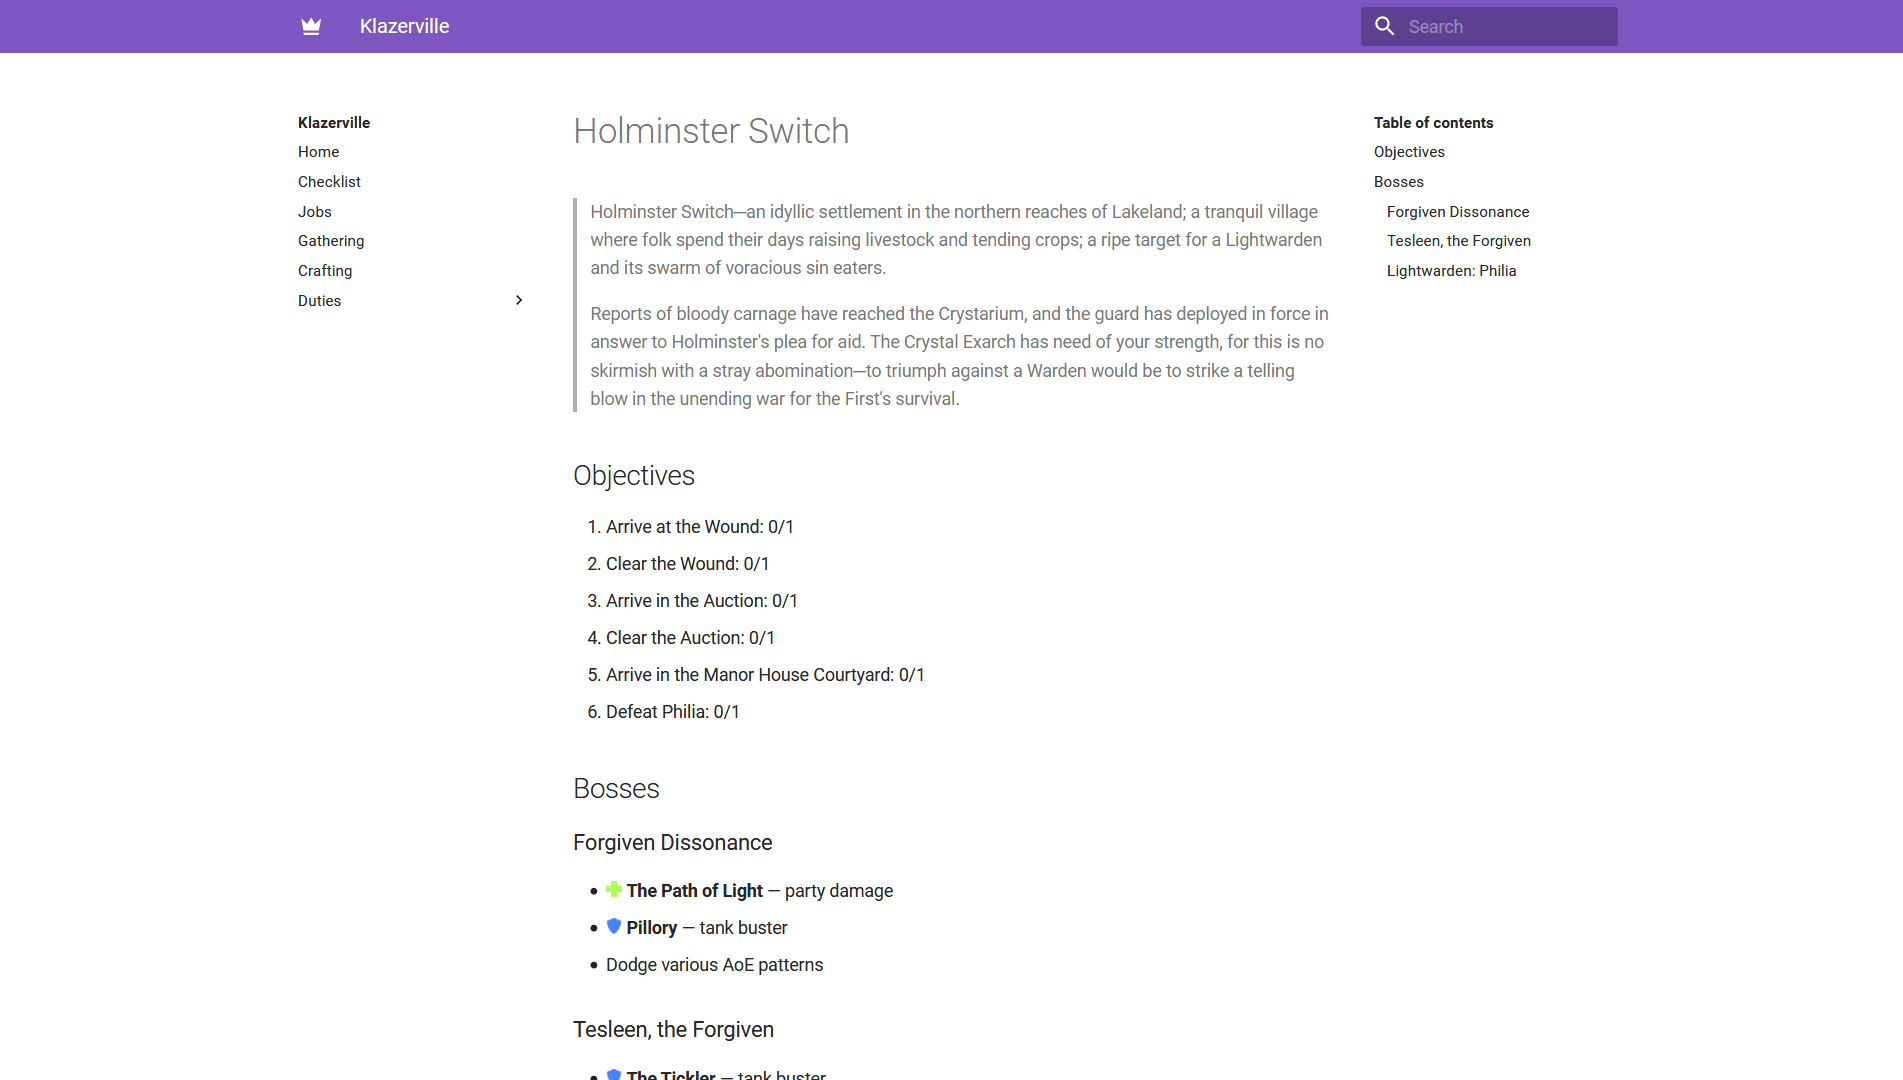 Klazerville
Search
Klazerville
Home
Checklist
Jobs
Gathering
Crafting
Duties
Holminster Switch
Holminster Switch—an idyllic settlement in the northern reaches of Lakeland; a tranquil village
where folk spend their days raising livestock and tending crops; a ripe target for a Lightwarden
and its swarm of voracious sin eaters.
Reports of bloody carnage have reached the Crystarium, and the guard has deployed in force in
answer to Holminster's plea for aid. The Crystal Exarch has need of your strength, for this is no
skirmish with a stray abomination—to triumph against a Warden would be to strike a telling
blow in the unending war for the First's survival.
Objectives
1. Arrive at the Wound: 0/1
2. Clear the Wound: 0/1
3. Arrive in the Auction: 0/1
4. Clear the Auction: 0/1
5. Arrive in the Manor House Courtyard: 0/1
6. Defeat Philia: 0/1
Bosses
Forgiven Dissonance
• The Path of Light — party damage
• Pillory — tank buster
• Dodge various AoE patterns
Tesleen, the Forgiven
• The Tickler — tank buster
Table of contents
Objectives
Bosses
Forgiven Dissonance
Tesleen, the Forgiven
Lightwarden: Philia